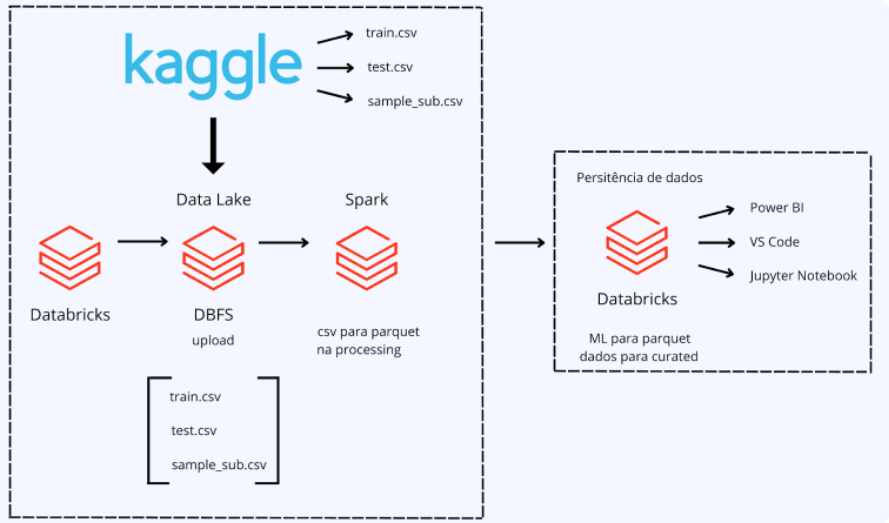 kaggle
train.csv
test.csv
sample_sub.csv
Data Lake
Spark
Databricks
DBFS
upload
csv para parquet
na processing
train.csv
test.csv
sample_sub.csv
Persitência de dados
Power BI
VS Code
Jupyter Notebook
Databricks
ML para parquet
dados para curated